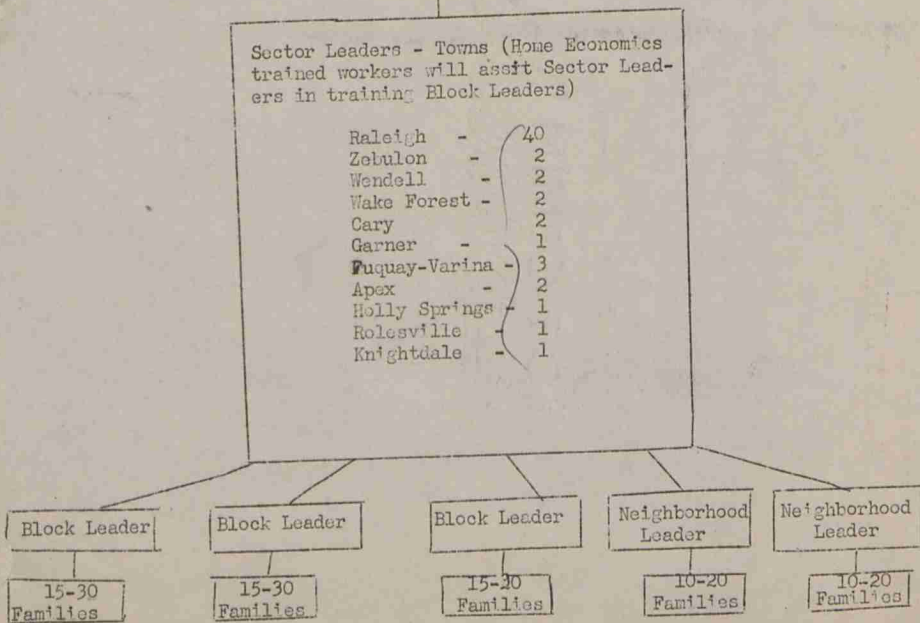 Sector Leaders - Towns (Home Economics
trained workers will assit Sector Lead-
ers in training Block Leaders)
Raleigh - 40
Zebulon - 2
Wendell - 2
Wake Forest - 2
Cary 2
Garner - 1
Fuquay-Varina - 3
Apex - 2
Holly Springs - 1
Rolesville - 1
Knightdale - 1
Block Leader
Block Leader
Block Leader
Neighborhood
Leader
Neighborhood
Leader
15-30
Families
15-30
Families
15-30
Families
10-20
Families
10-20
Families